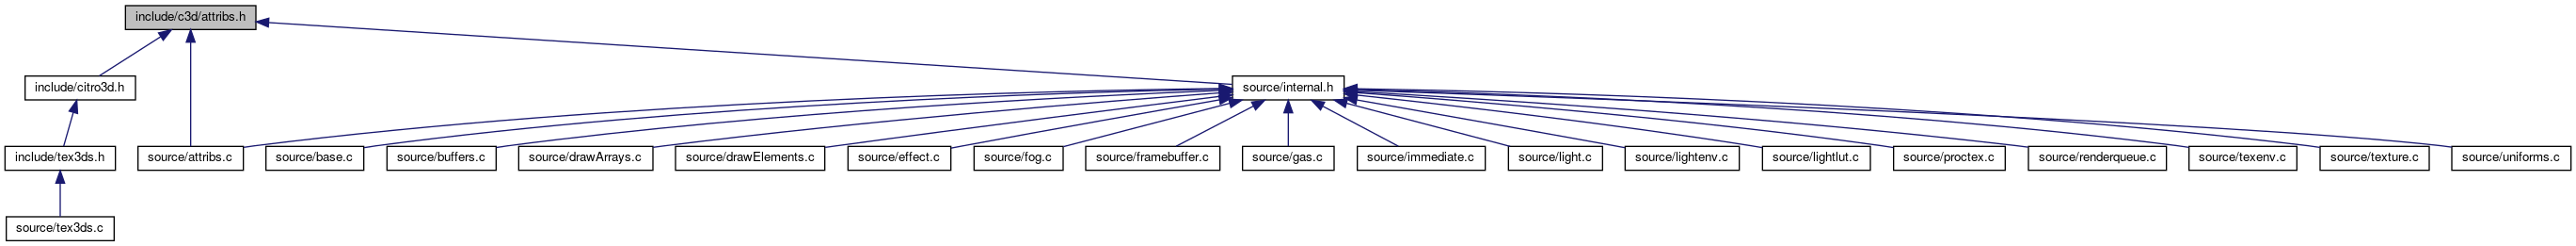 include/c3d/attribs.h
include/citro3d.h
source/internal.h
include/tex3ds.h
source/attribs.c
source/base.c
source/buffers.c
source/drawArrays.c
source/drawElements.c
source/effect.c
source/fog.c
source/framebuffer.c
source/gas.c
source/immediate.c
source/light.c
source/lightenv.c
source/lightlut.c
source/proctex.c
source/renderqueue.c
source/texenv.c
source/texture.c
source/uniforms.c
source/tex3ds.c